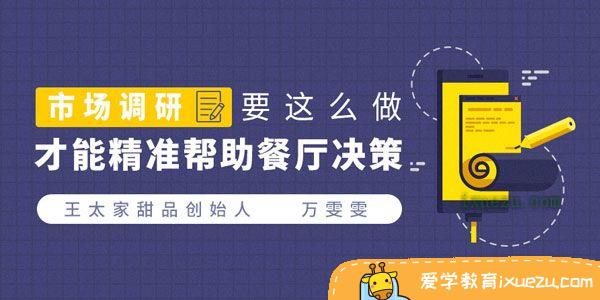 市场调研 要这么做
才能精准帮助餐厅决策
王太家甜品创始人 万雯雯
爱学教育ixuezu.com